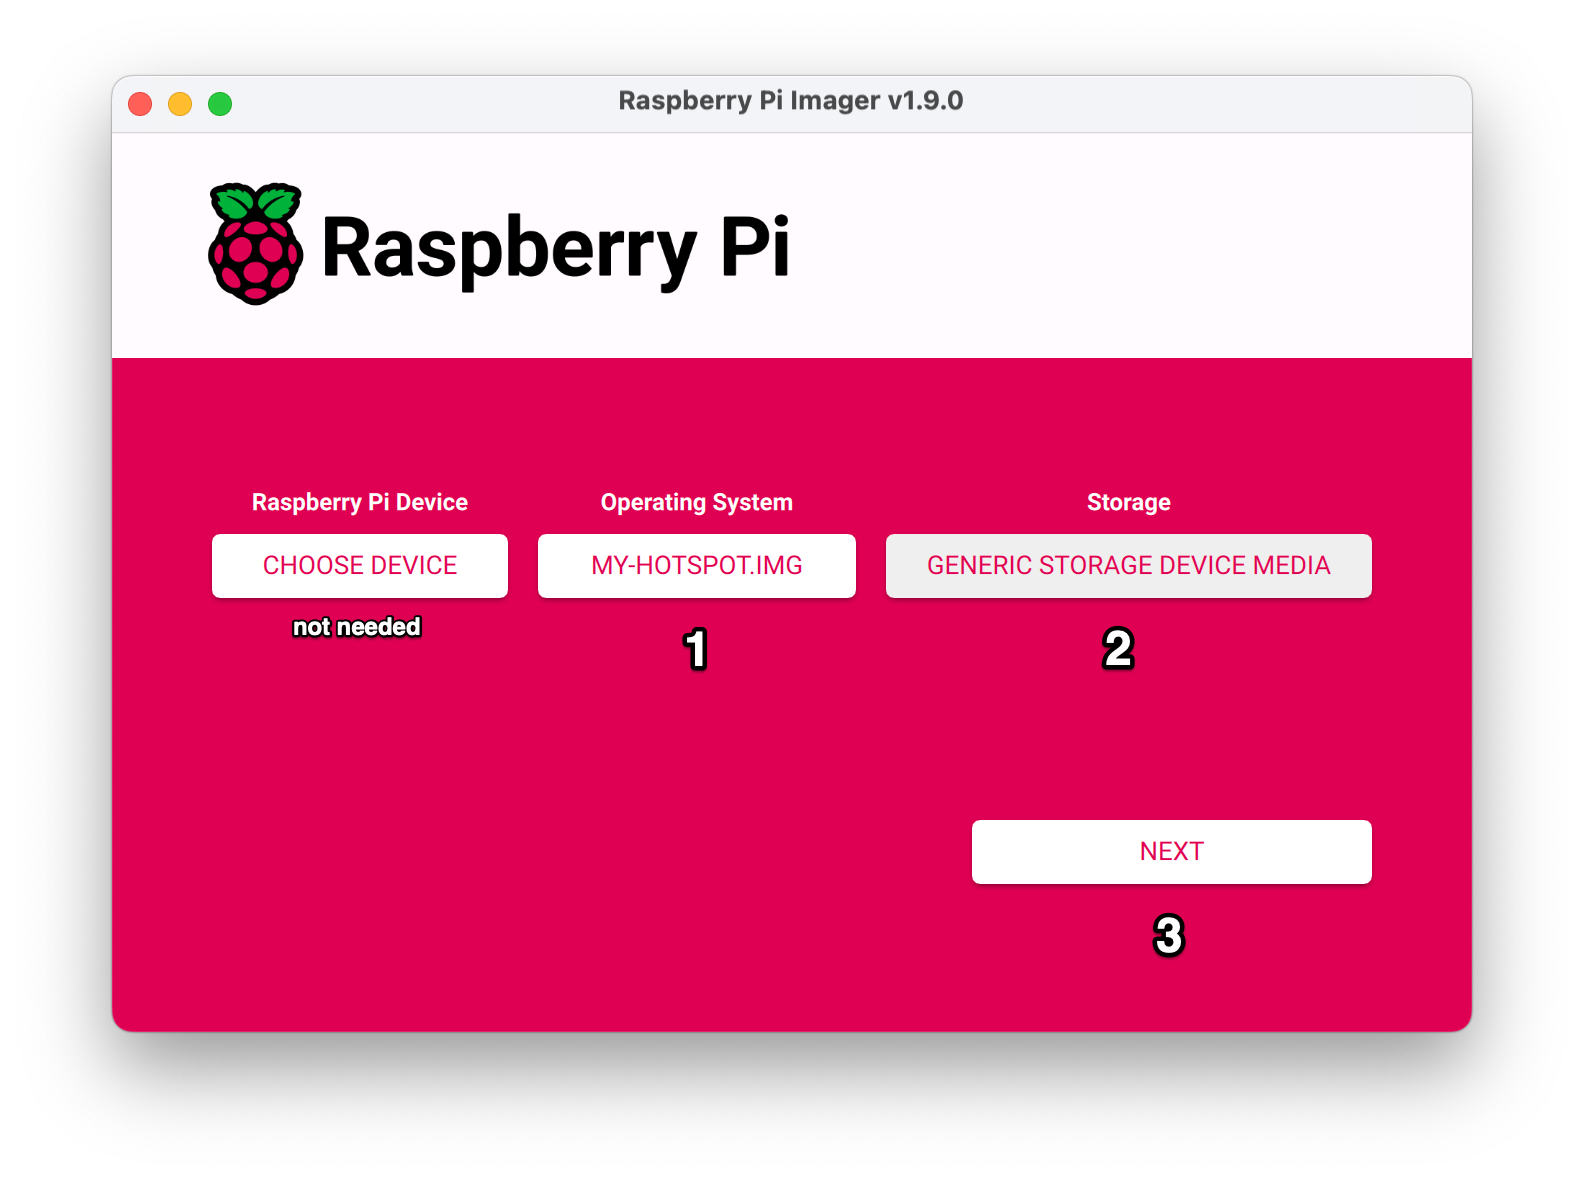 Raspberry Pi Imager v1.9.0
Raspberry Pi
Raspberry Pi Device
Operating System
Storage
CHOOSE DEVICE
MY-HOTSPOT.IMG
GENERIC STORAGE DEVICE MEDIA
not needed
1
2
NEXT
3